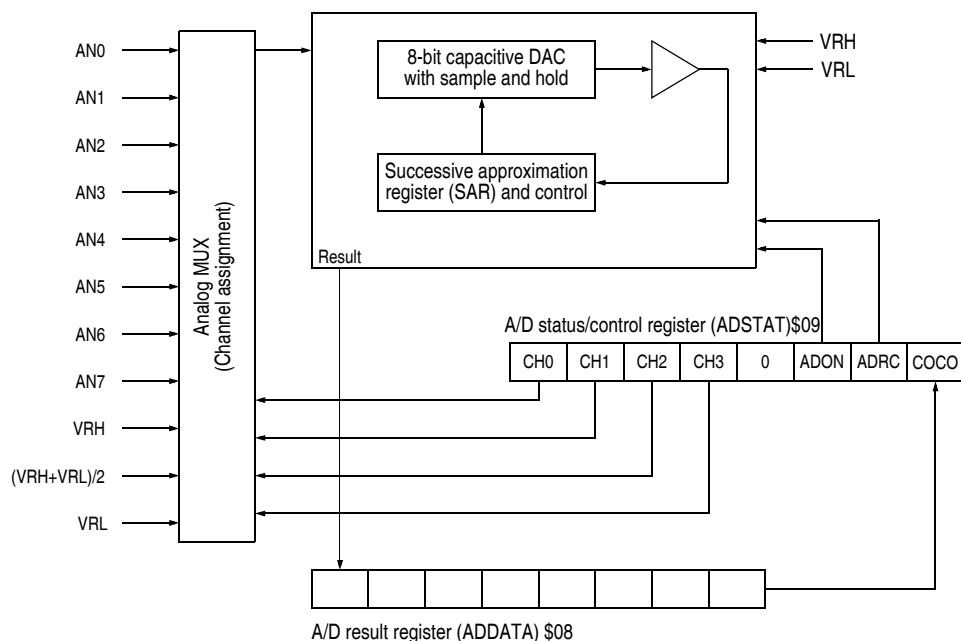 AN0
AN1
AN2
AN3
AN4
AN5
AN6
AN7
VRH
(VRH+VRL)/2
VRL
Analog MUX
(Channel assignment)
8-bit capacitive DAC
with sample and hold
Successive approximation
register (SAR) and control
Result
VRH
VRL
A/D status/control register (ADSTAT)$09
CH0 CH1 CH2 CH3 0 ADON ADRC COCO
A/D result register (ADDATA) $08